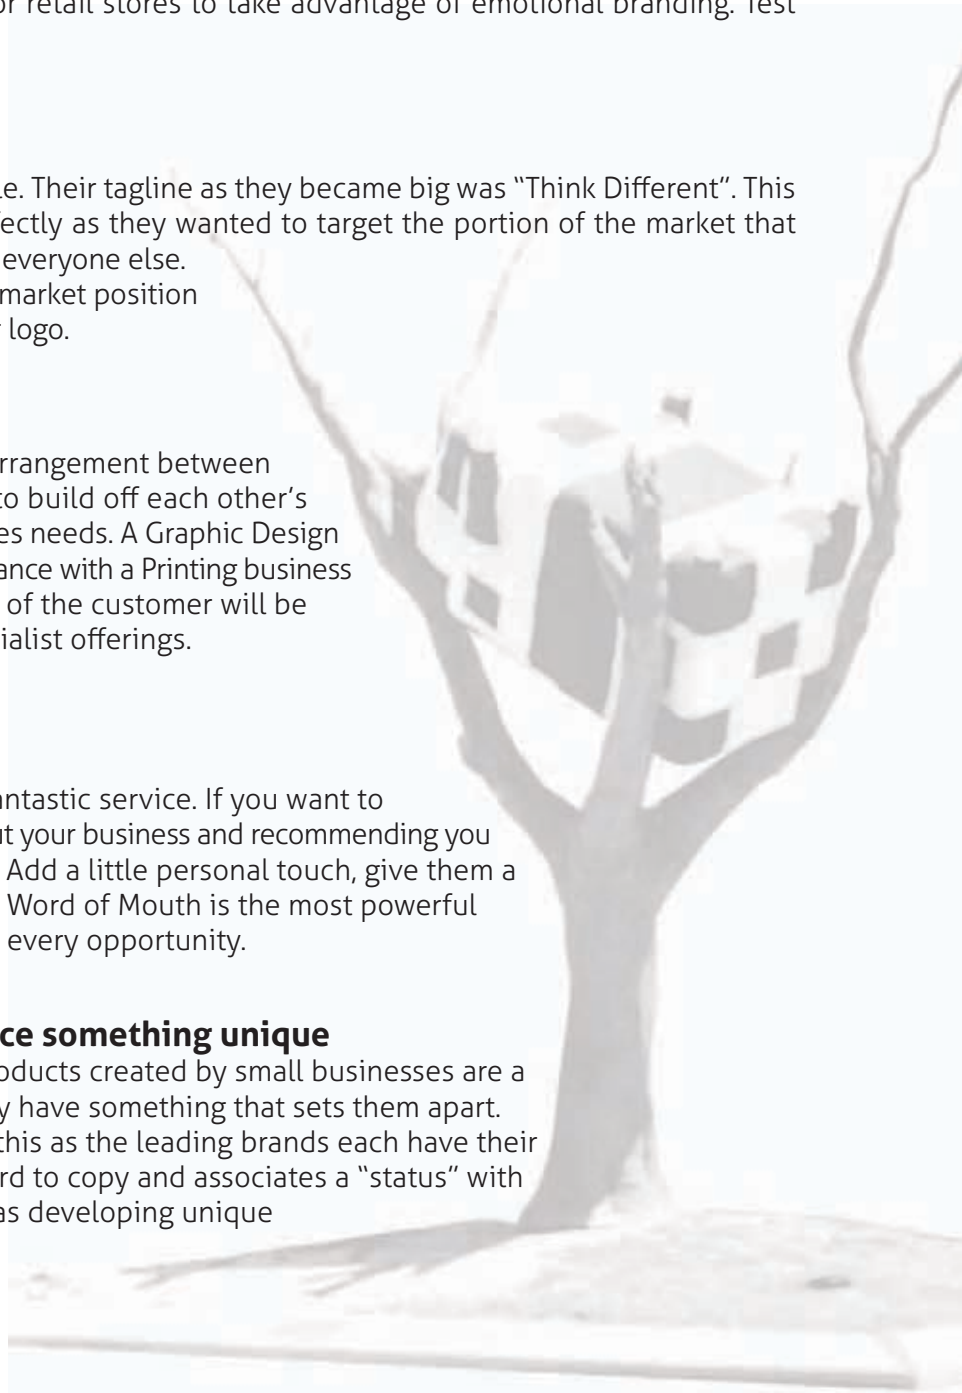 or retail stores to take advantage of emotional branding. Test
le. Their tagline as they became big was “Think Different”. This
fectly as they wanted to target the portion of the market that
everyone else.
market position
logo.
rrangement between
to build off each other’s
es needs. A Graphic Design
ance with a Printing business
of the customer will be
ialist offerings.
antastic service. If you want to
ut your business and recommending you
Add a little personal touch, give them a
Word of Mouth is the most powerful
every opportunity.
ce something unique
oducts created by small businesses are a
y have something that sets them apart.
this as the leading brands each have their
rd to copy and associates a “status” with
as developing unique